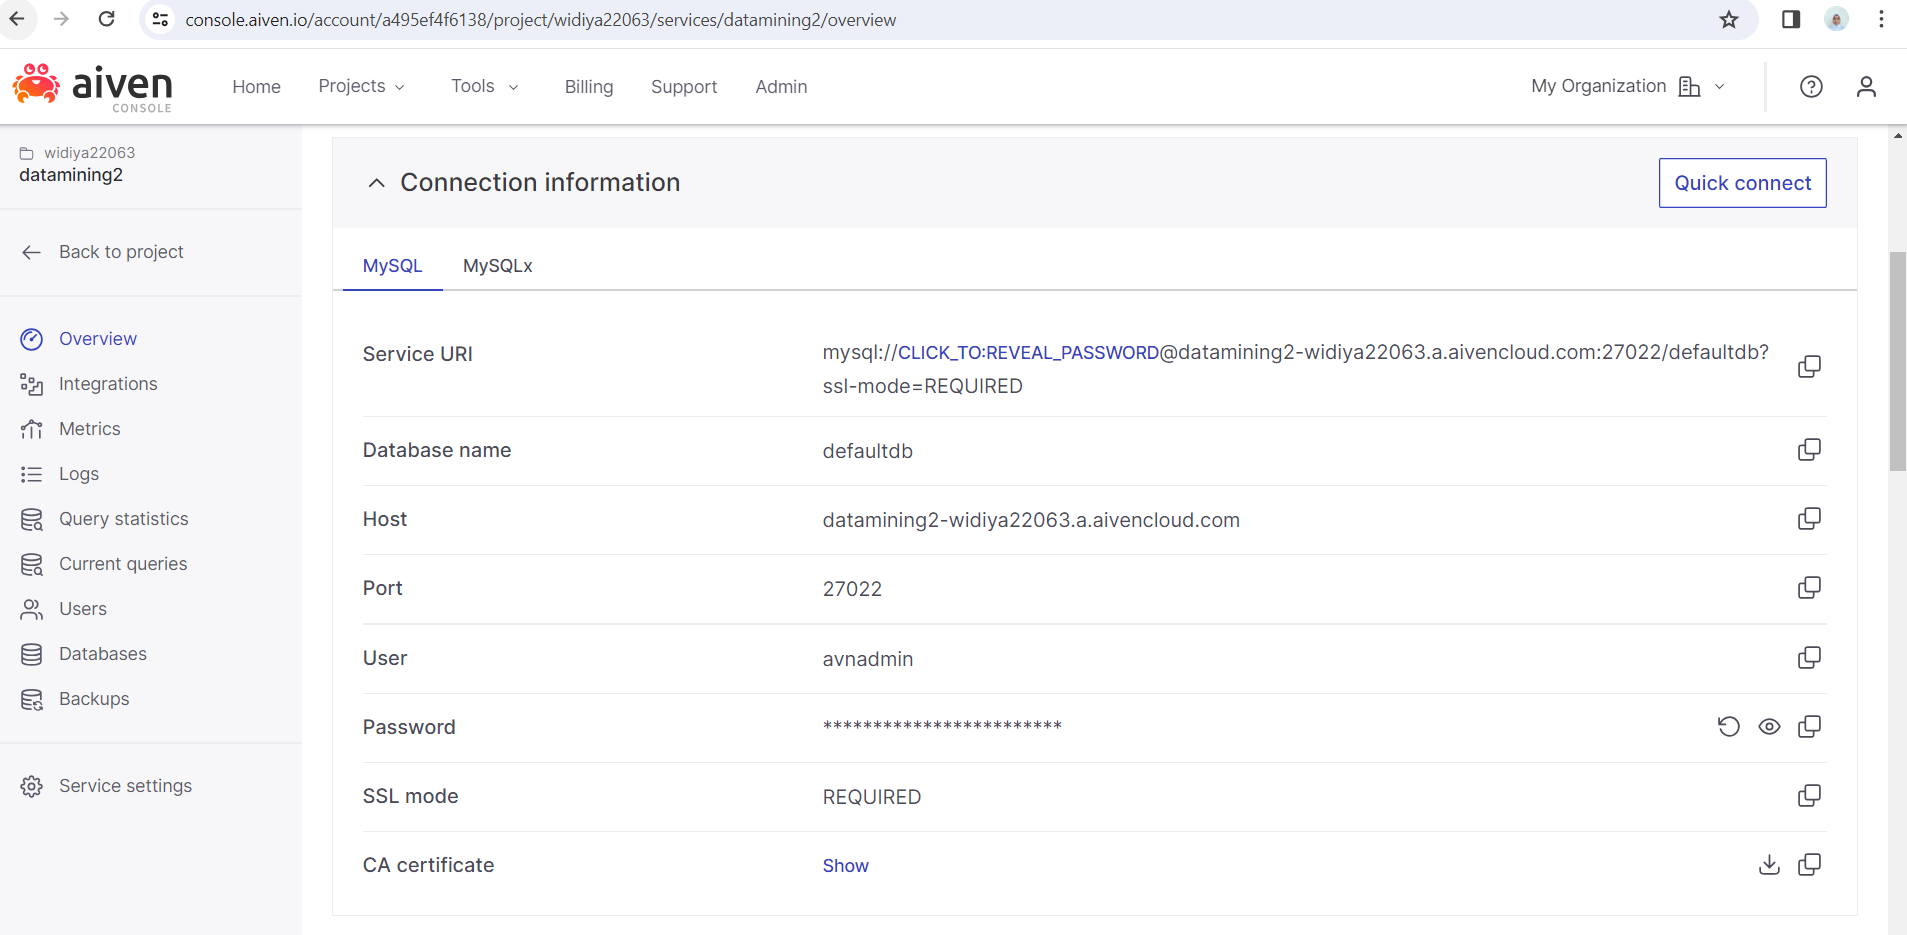 console.aiven.io/account/a495ef4f6138/project/widiya22063/services/datamining2/overview
aiven
CONSOLE
Home
Projects
Tools
Billing
Support
Admin
My Organization
widiya22063
datamining2
Back to project
Overview
Integrations
Metrics
Logs
Query statistics
Current queries
Users
Databases
Backups
Service settings
Connection information
Quick connect
MySQL
MySQLx
Service URI
mysql://CLICK_TO:REVEAL_PASSWORD@datamining2-widiya22063.a.aivencloud.com:27022/defaultdb?
ssl-mode=REQUIRED
Database name
defaultdb
Host
datamining2-widiya22063.a.aivencloud.com
Port
27022
User
avnadmin
Password
************************
SSL mode
REQUIRED
CA certificate
Show